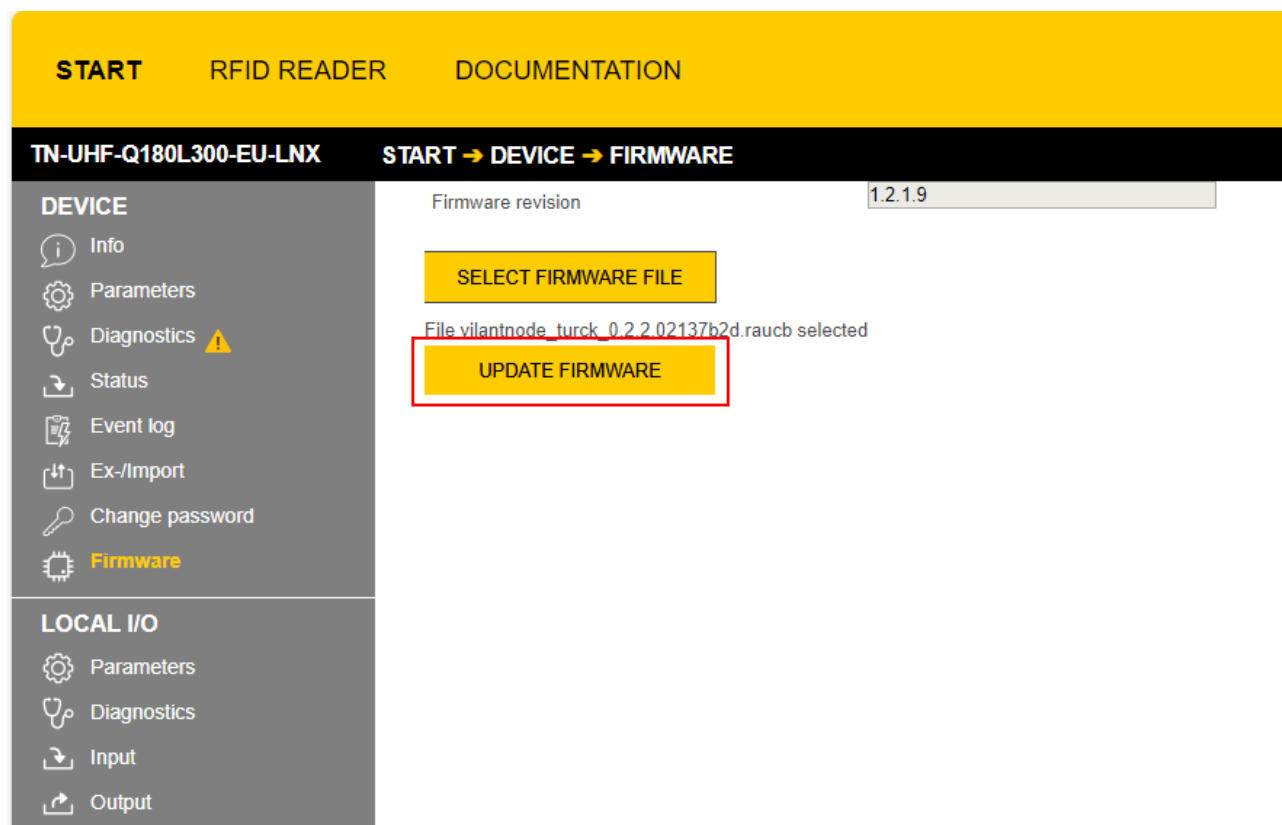 START RFID READER DOCUMENTATION
TN-UHF-Q180L300-EU-LNX START ➔ DEVICE ➔ FIRMWARE
DEVICE
Info
Parameters
Diagnostics
Status
Event log
Ex-/Import
Change password
Firmware
LOCAL I/O
Parameters
Diagnostics
Input
Output
Firmware revision 1.2.1.9
SELECT FIRMWARE FILE
File vilantnode_turck_0.2.2.02137b2d.raucb selected
UPDATE FIRMWARE